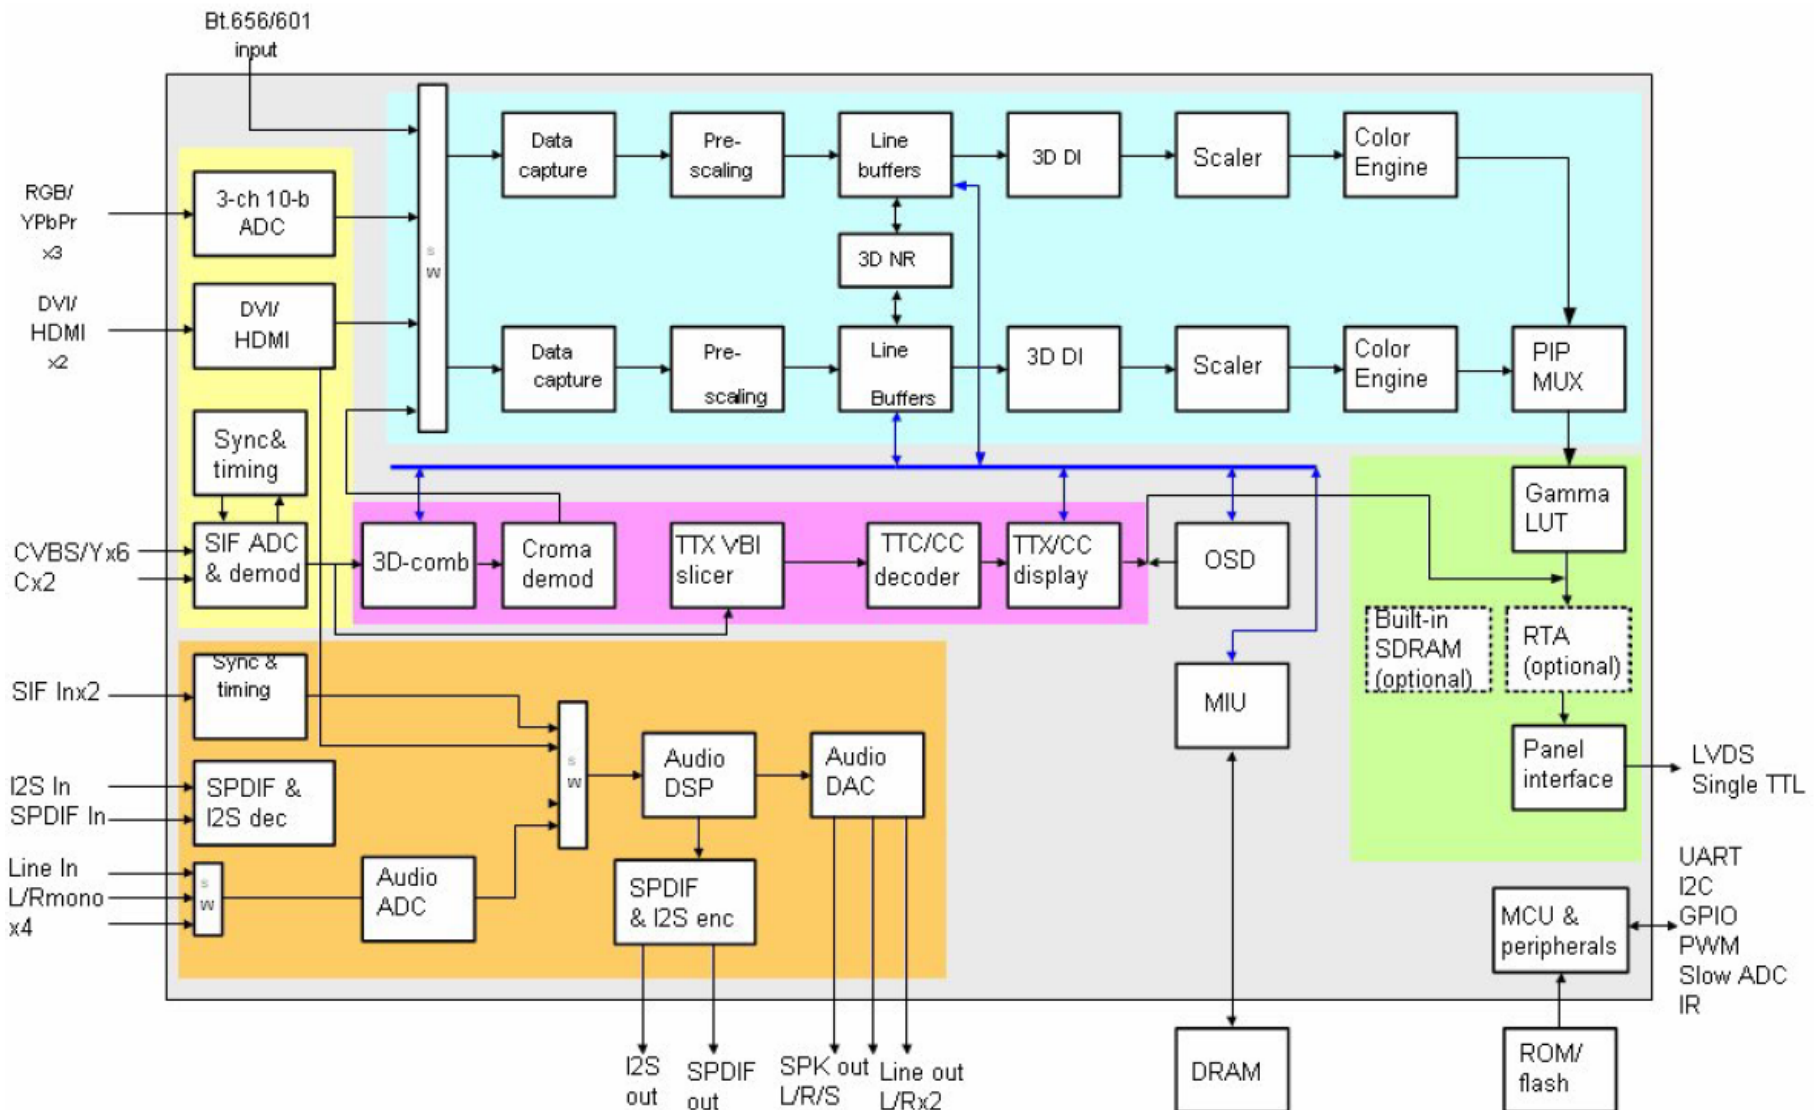 Bt.656/601
input
RGB/
YPbPr
x3
DVI/
HDMI
x2
CVBS/Yx6
Cx2
SIF Inx2
I2S In
SPDIF In
Line In
L/Rmono
x4
3-ch 10-b
ADC
DVI/
HDMI
Sync&
timing
SIF ADC
& demod
S
W
Data
capture
Pre-
scaling
Line
buffers
3D DI
Scaler
Color
Engine
3D NR
Data
capture
Pre-
scaling
Line
Buffers
3D DI
Scaler
Color
Engine
PIP
MUX
3D-comb
Croma
demod
TTX VBI
slicer
TTC/CC
decoder
TTX/CC
display
OSD
MIU
Gamma
LUT
Built-in
SDRAM
(optional)
RTA
(optional)
Panel
interface
LVDS
Single TTL
Sync &
timing
SPDIF &
I2S dec
S
W
Audio
ADC
S
W
Audio
DSP
Audio
DAC
SPDIF
& I2S enc
MCU &
peripherals
UART
I2C
GPIO
PWM
Slow ADC
IR
I2S
out
SPDIF
out
SPK out
L/R/S
Line out
L/Rx2
DRAM
ROM/
flash